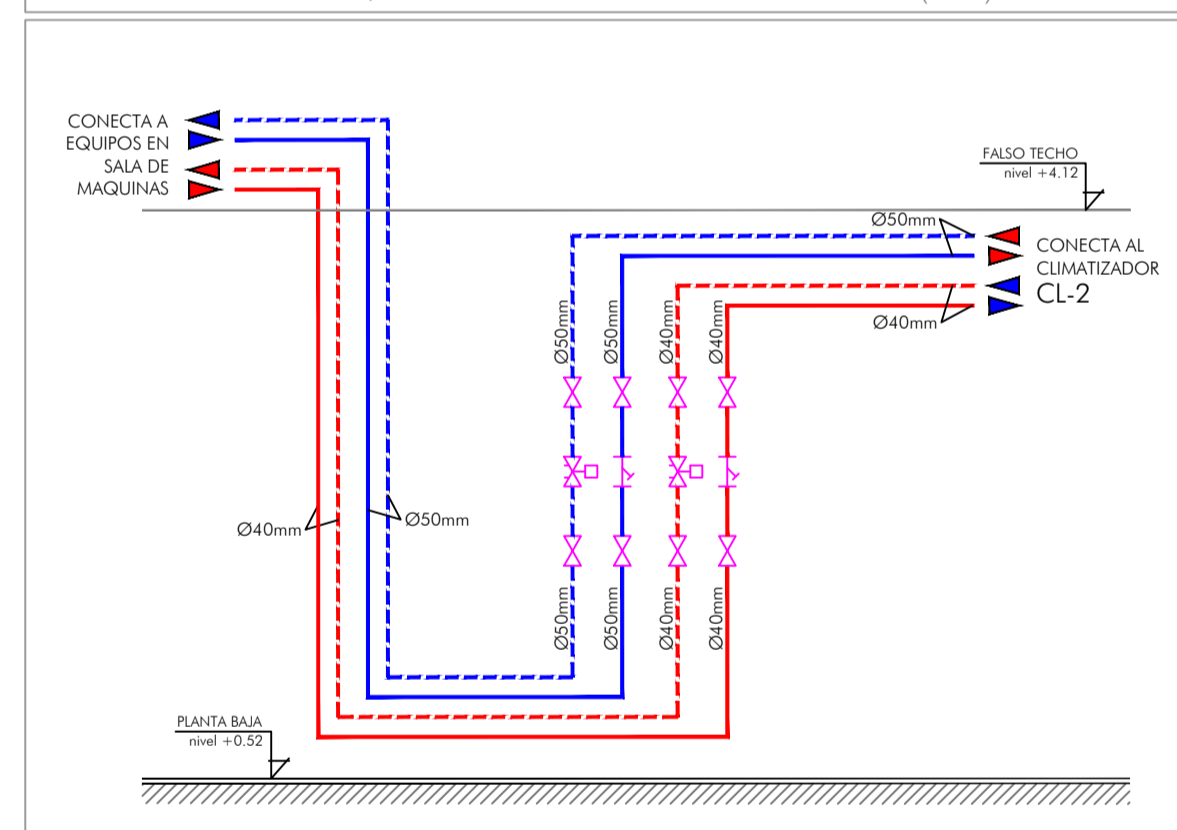 CONECTA A
EQUIPOS EN
SALA DE
MAQUINAS
FALSO TECHO
nivel +4.12
Ø50mm
CONECTA AL
CLIMATIZADOR
CL-2
Ø40mm
Ø50mm
Ø50mm
Ø40mm
Ø40mm
Ø40mm
Ø50mm
Ø50mm
Ø50mm
Ø40mm
Ø40mm
PLANTA BAJA
nivel +0.52